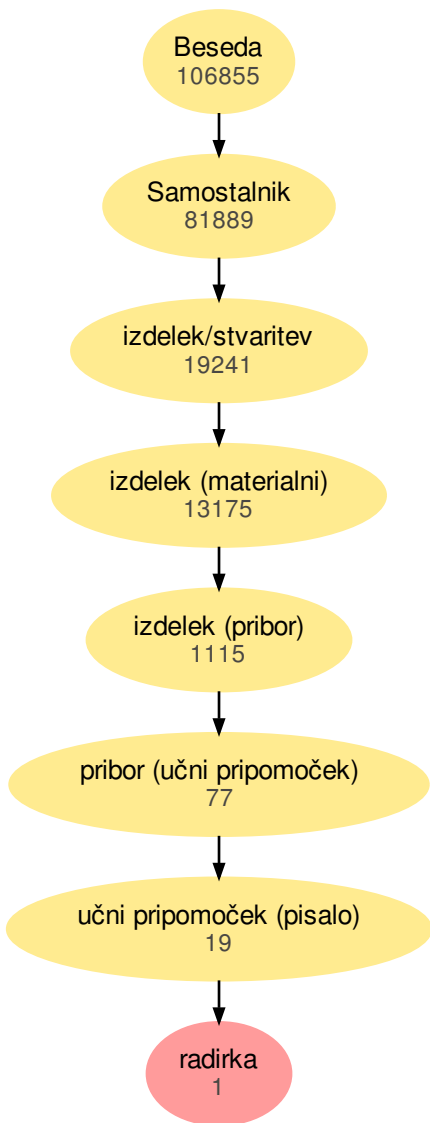 Beseda
106855
Samostalnik
81889
izdelek/stvaritev
19241
izdelek (materialni)
13175
izdelek (pribor)
1115
pribor (učni pripomoček)
77
učni pripomoček (pisalo)
19
radirka
1